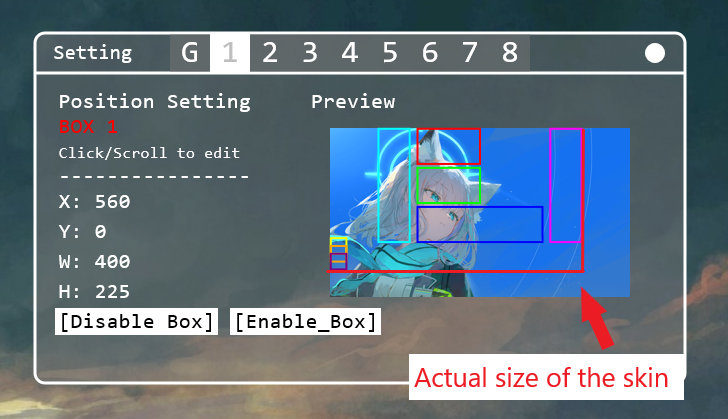 Setting G 1 2 3 4 5 6 7 8
Position Setting
Preview
BOX 1
Click/Scroll to edit
----------------
X: 560
Y: 0
W: 400
H: 225
[Disable Box] [Enable_Box]
Actual size of the skin